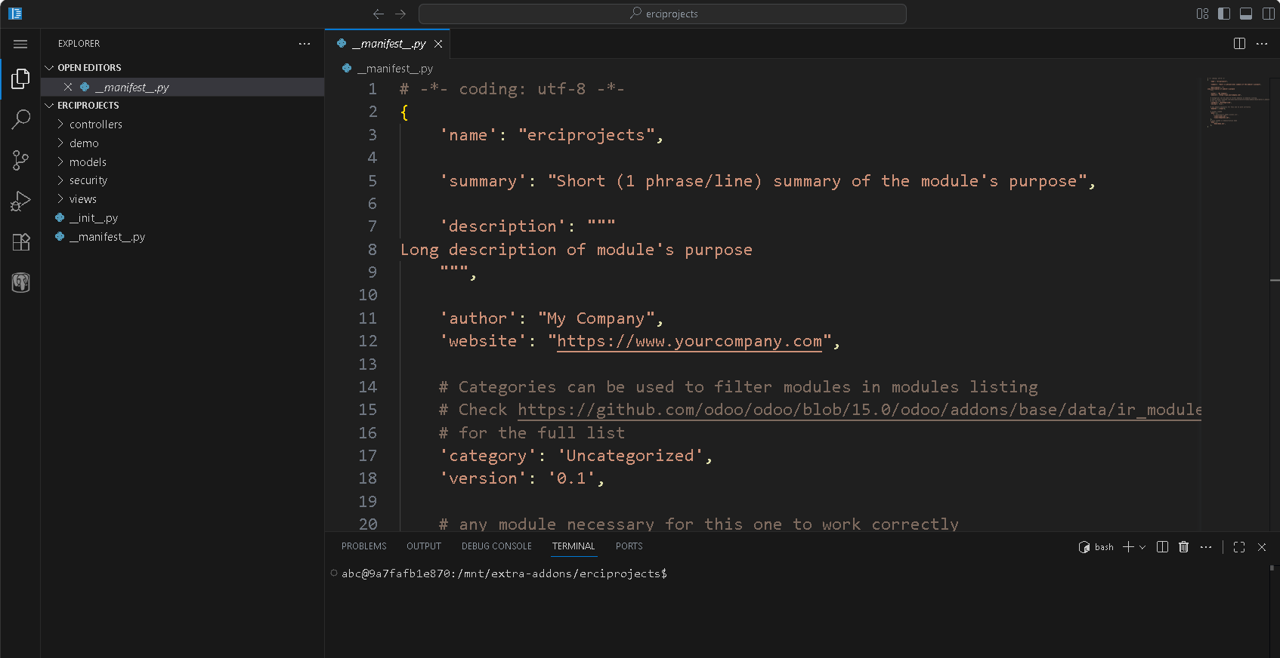 erciprojects
EXPLORER
OPEN EDITORS
__manifest__.py
ERCIPROJECTS
controllers
demo
models
security
views
__init__.py
__manifest__.py
__manifest__.py
__manifest__.py
1 # -*- coding: utf-8 -*-
2 {
3 'name': "erciprojects",
4
5 'summary': "Short (1 phrase/line) summary of the module's purpose",
6
7 'description': """
8 Long description of module's purpose
9 """,
10
11 'author': "My Company",
12 'website': "https://www.yourcompany.com",
13
14 # Categories can be used to filter modules in modules listing
15 # Check https://github.com/odoo/odoo/blob/15.0/odoo/addons/base/data/ir_module
16 # for the full list
17 'category': 'Uncategorized',
18 'version': '0.1',
19
20 # any module necessary for this one to work correctly
PROBLEMS OUTPUT DEBUG CONSOLE TERMINAL PORTS
bash
abc@9a7fafb1e870:/mnt/extra-addons/erciprojects$